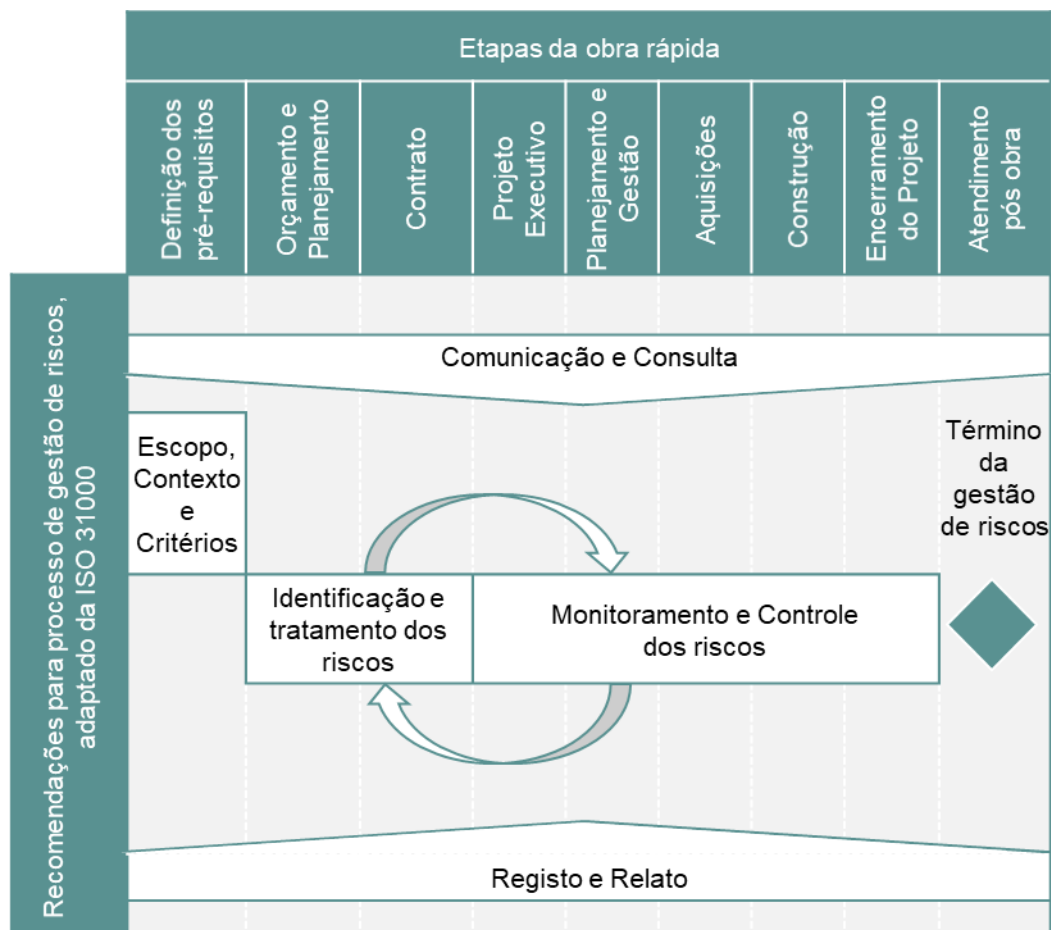 Etapas da obra rápida
Definição dos
pré-requisitos
Orçamento e
Planejamento
Contrato
Projeto
Executivo
Planejamento e
Gestão
Aquisições
Construção
Encerramento
do Projeto
Atendimento
pós obra
Recomendações para processo de gestão de riscos,
adaptado da ISO 31000
Comunicação e Consulta
Escopo,
Contexto
e
Critérios
Término
da
gestão
de riscos
Identificação e
tratamento dos
riscos
Monitoramento e Controle
dos riscos
Registo e Relato